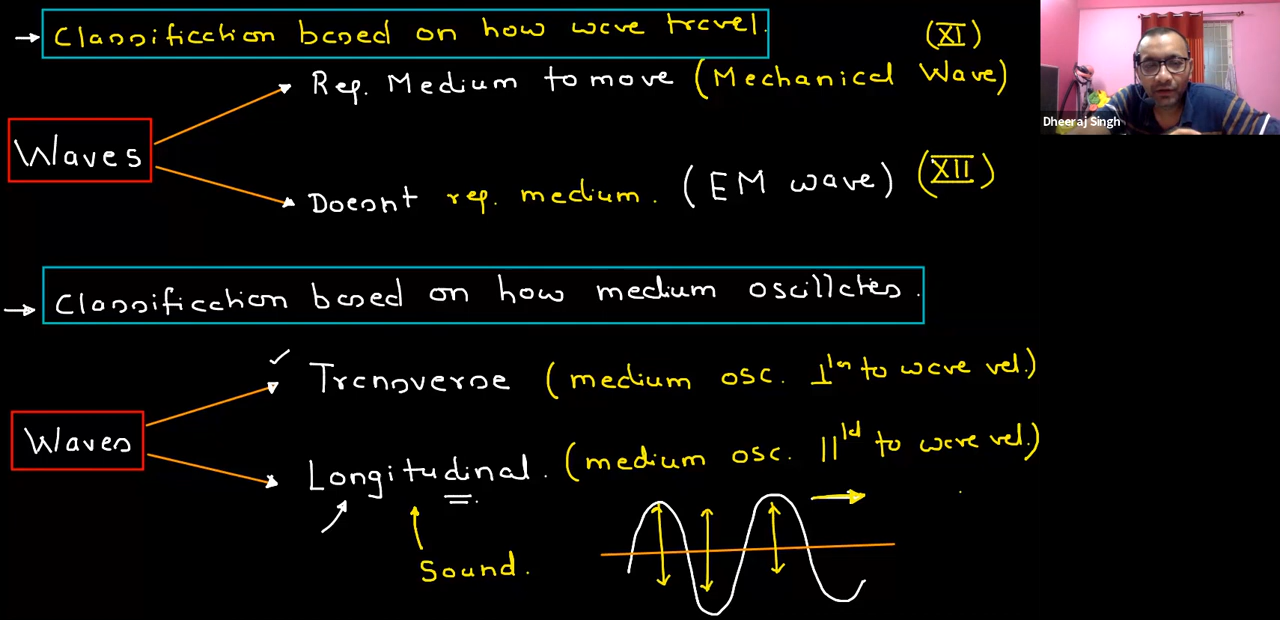 → Classification based on how wave travel.
(XI)
Req. Medium to move (Mechanical Wave)
Dheeraj Singh
Waves
Doesnt req. medium. (EM wave) (XII)
→ Classification based on how medium oscillates.
✓
Transverse (medium osc. ⊥lar to wave vel.)
Waves
Longitudinal. (medium osc. ||ld to wave vel.)
Sound.